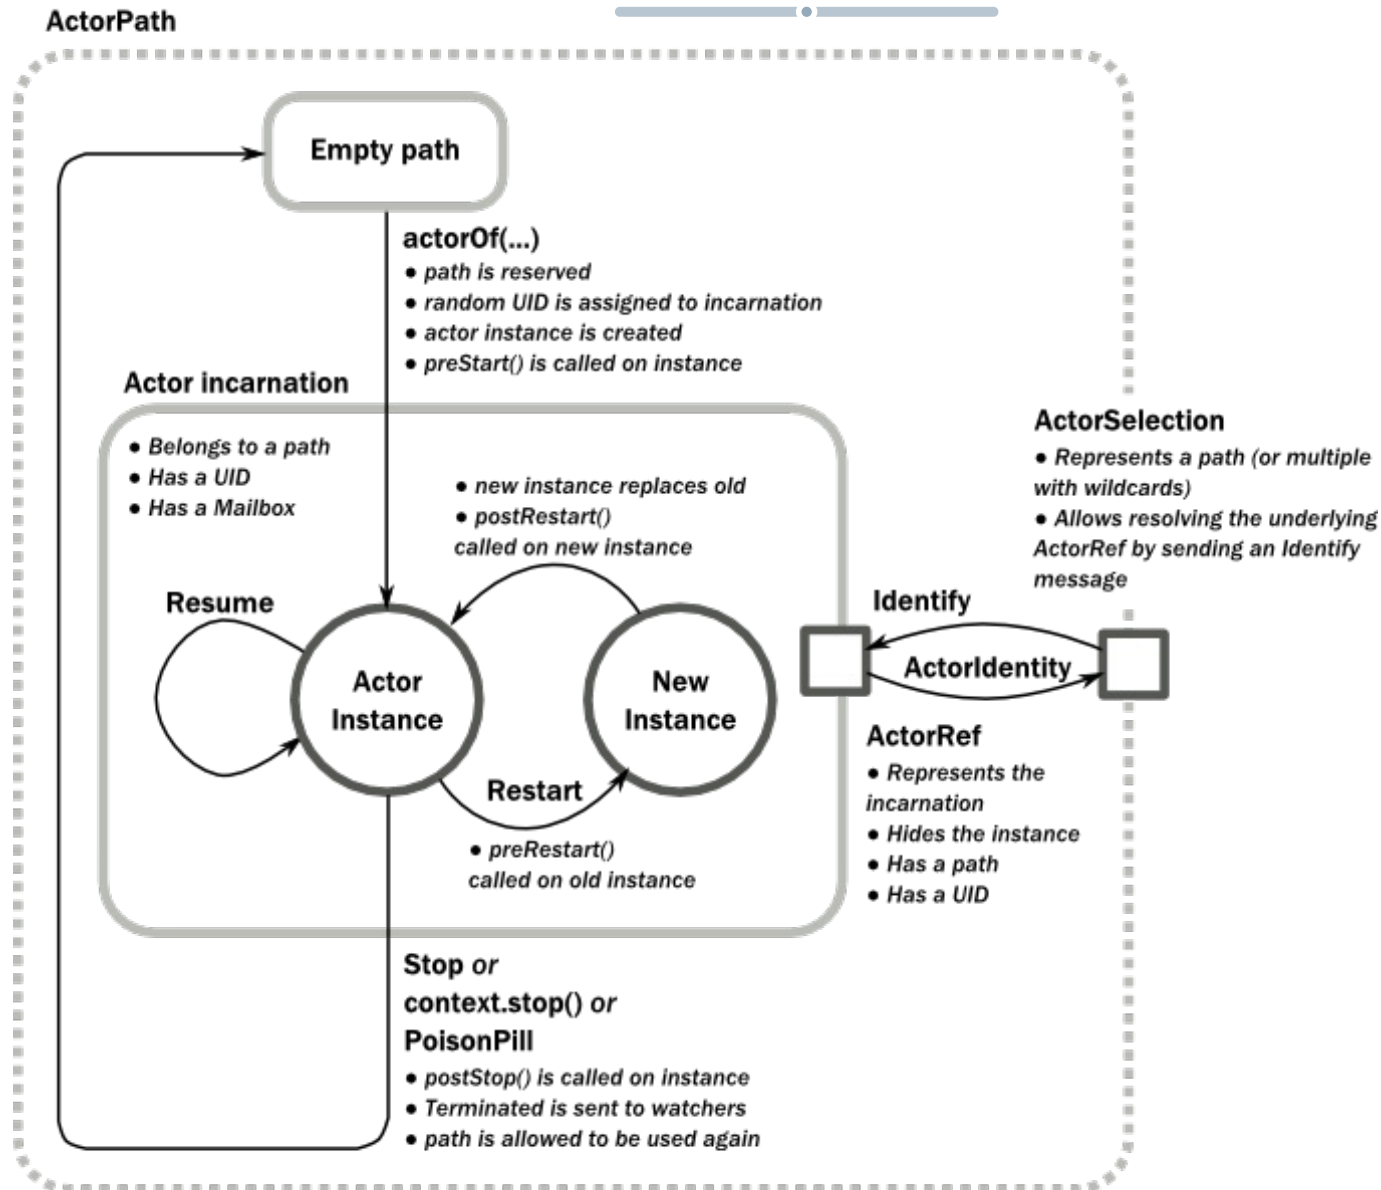 ActorPath
Empty path
actorOf(...)
● path is reserved
● random UID is assigned to incarnation
● actor instance is created
● preStart() is called on instance
Actor incarnation
● Belongs to a path
● Has a UID
● Has a Mailbox
● new instance replaces old
● postRestart()
called on new instance
Resume
Actor
Instance
New
Instance
Restart
● preRestart()
called on old instance
ActorSelection
● Represents a path (or multiple
with wildcards)
● Allows resolving the underlying
ActorRef by sending an Identify
message
Identify
ActorIdentity
ActorRef
● Represents the
incarnation
● Hides the instance
● Has a path
● Has a UID
Stop or
context.stop() or
PoisonPill
● postStop() is called on instance
● Terminated is sent to watchers
● path is allowed to be used again